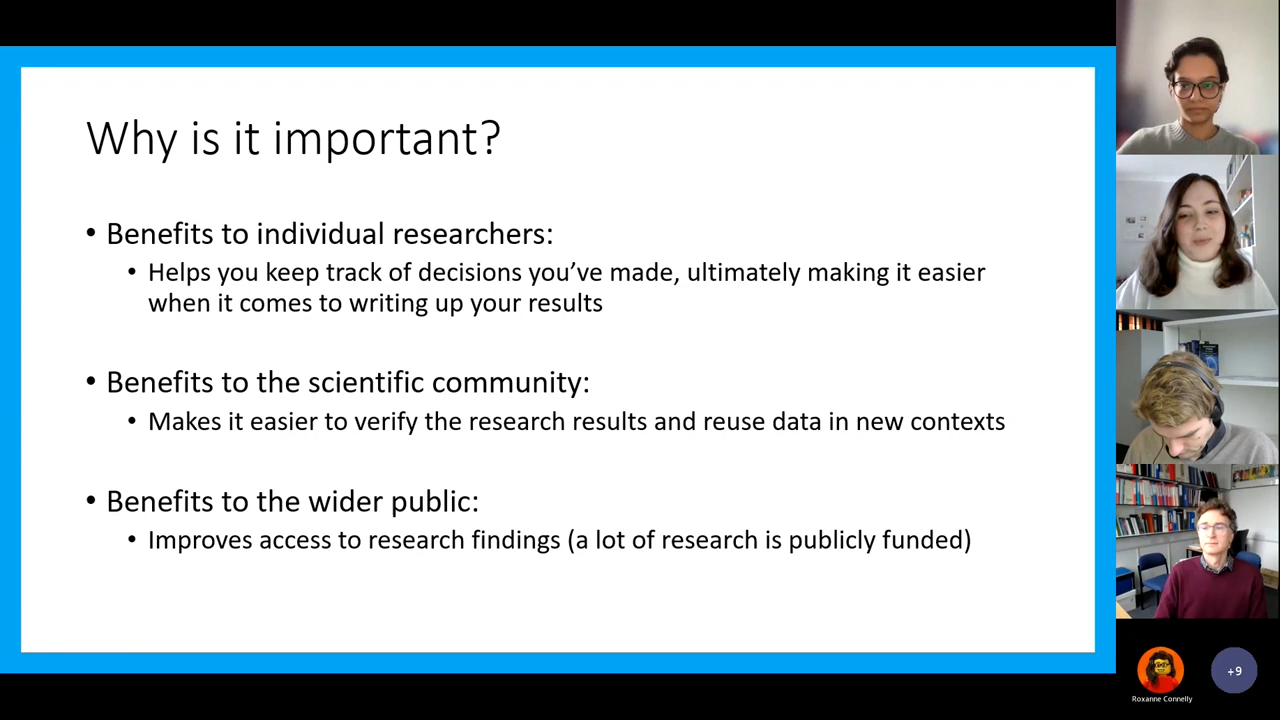 Why is it important?
• Benefits to individual researchers:
• Helps you keep track of decisions you’ve made, ultimately making it easier
when it comes to writing up your results
• Benefits to the scientific community:
• Makes it easier to verify the research results and reuse data in new contexts
• Benefits to the wider public:
• Improves access to research findings (a lot of research is publicly funded)
Roxanne Connelly
+9